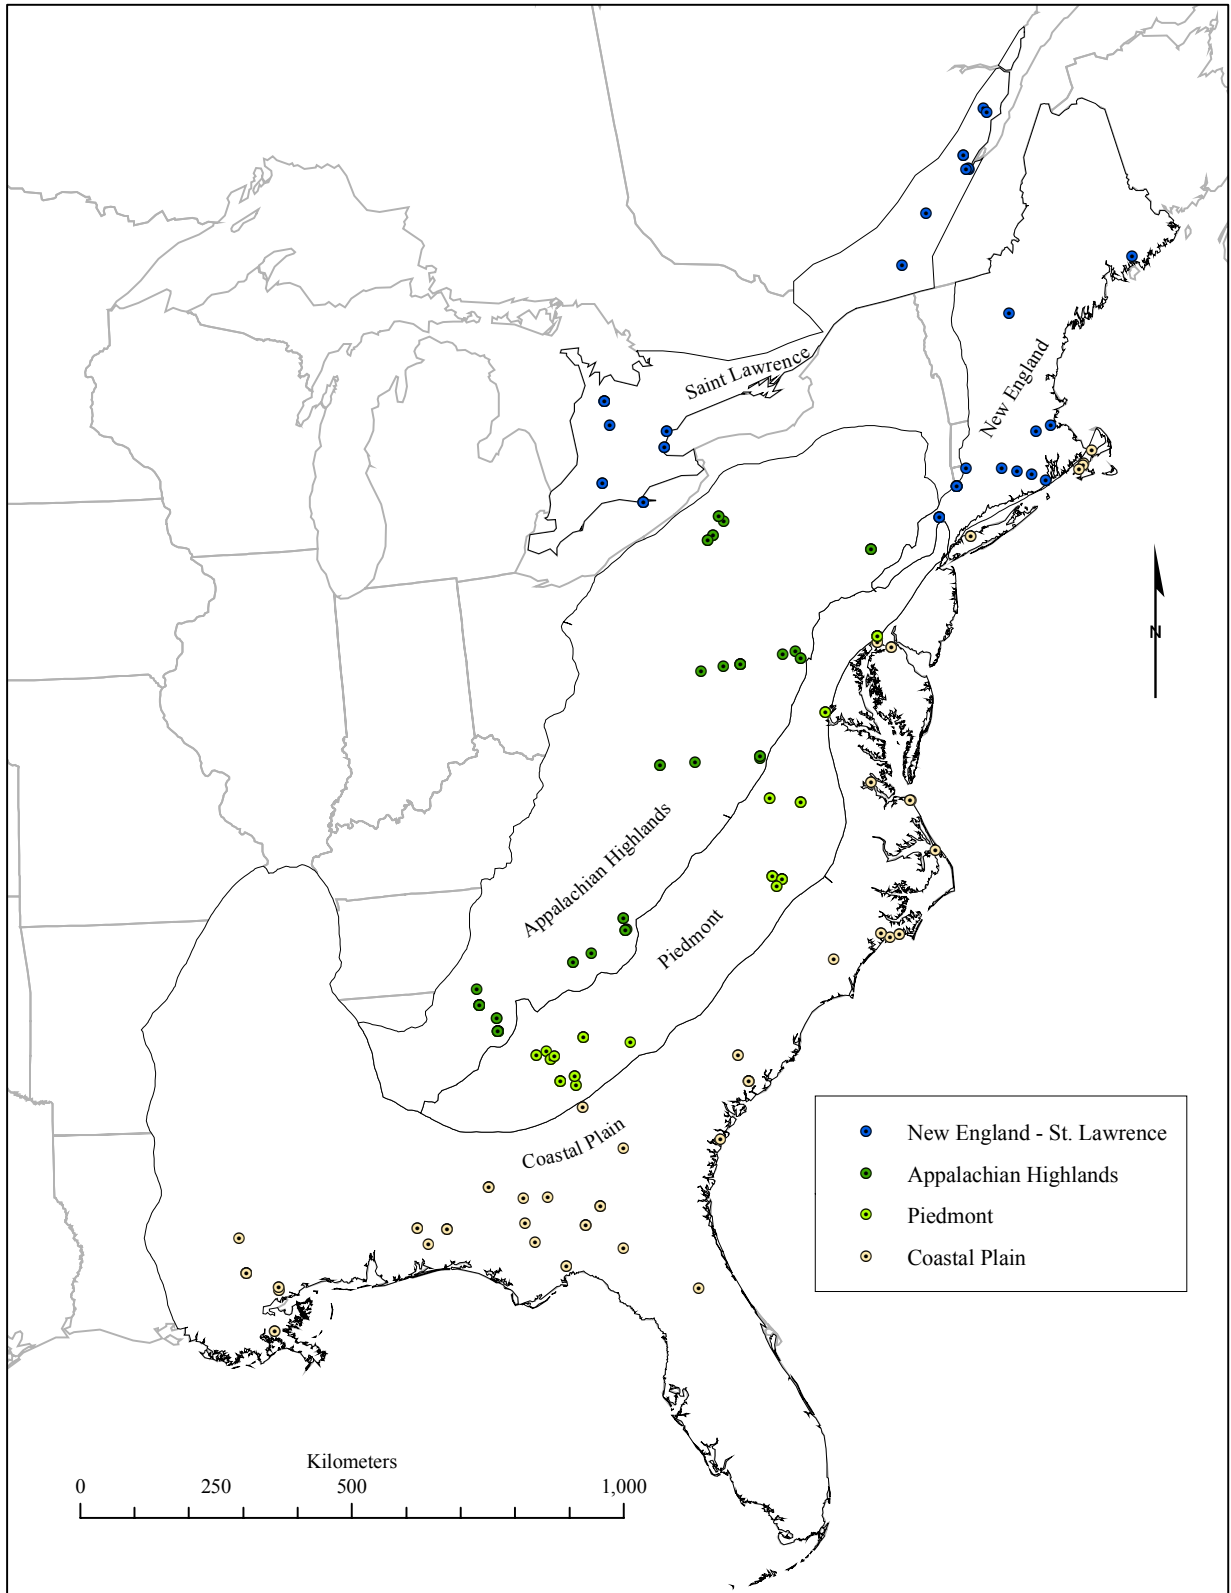 Saint Lawrence
New England
N
Appalachian Highlands
Piedmont
Coastal Plain
New England - St. Lawrence
Appalachian Highlands
Piedmont
Coastal Plain
Kilometers
0 250 500 1,000